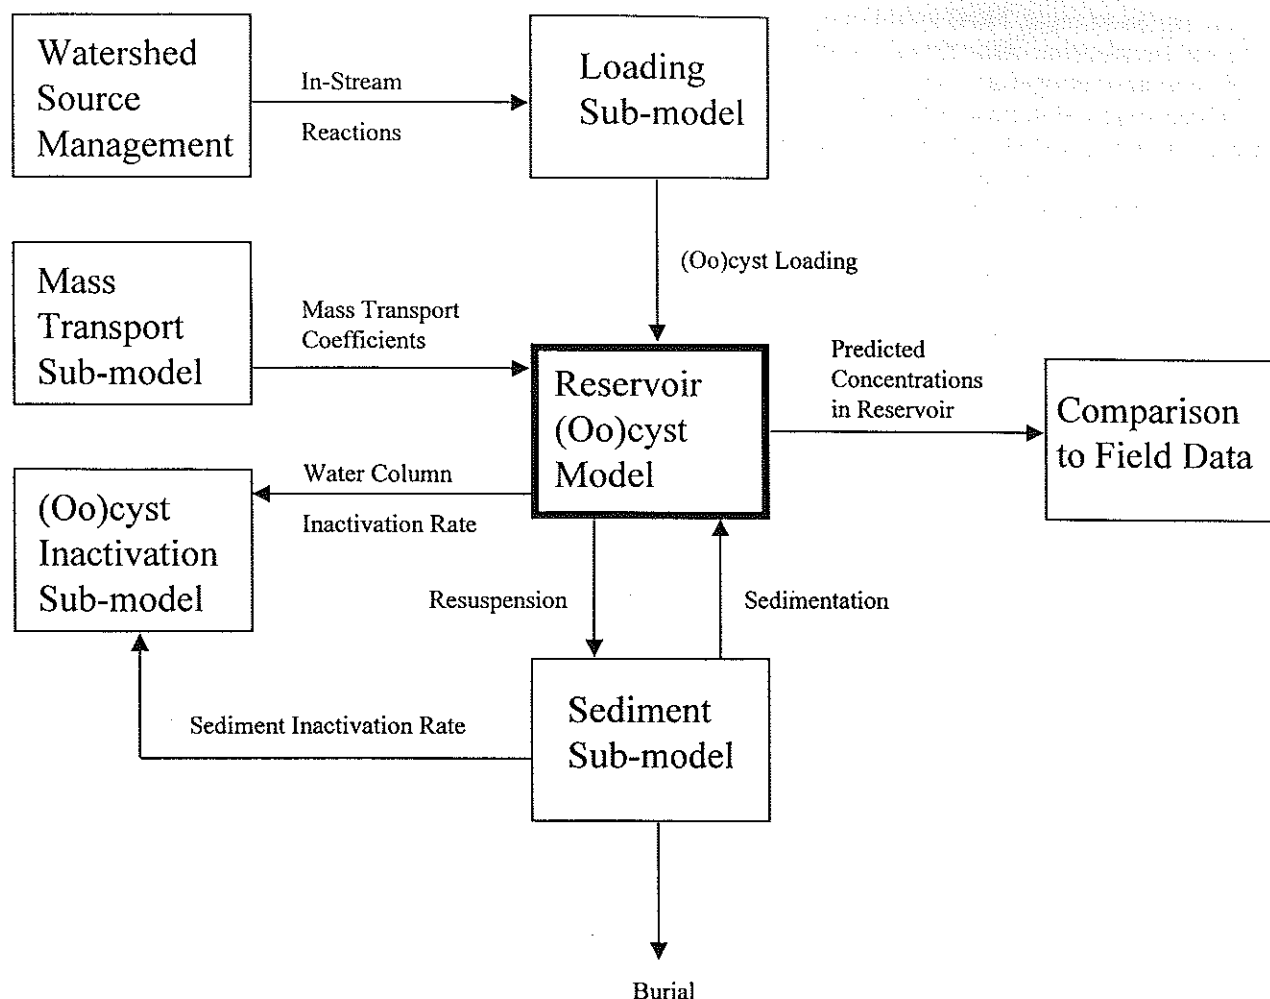 Watershed
Source
Management
In-Stream
Reactions
Loading
Sub-model
(Oo)cyst Loading
Mass
Transport
Sub-model
Mass Transport
Coefficients
Reservoir
(Oo)cyst
Model
Predicted
Concentrations
in Reservoir
Comparison
to Field Data
Water Column
Inactivation Rate
(Oo)cyst
Inactivation
Sub-model
Resuspension
Sedimentation
Sediment Inactivation Rate
Sediment
Sub-model
Burial